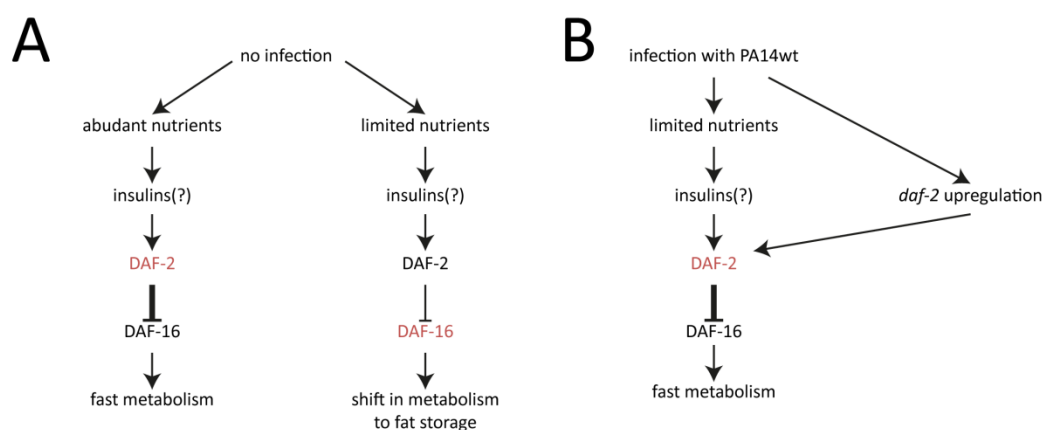 A
no infection
abudant nutrients
limited nutrients
insulins(?)
insulins(?)
DAF-2
DAF-2
DAF-16
DAF-16
fast metabolism
shift in metabolism
to fat storage
B
infection with PA14wt
limited nutrients
insulins(?)
daf-2 upregulation
DAF-2
DAF-16
fast metabolism